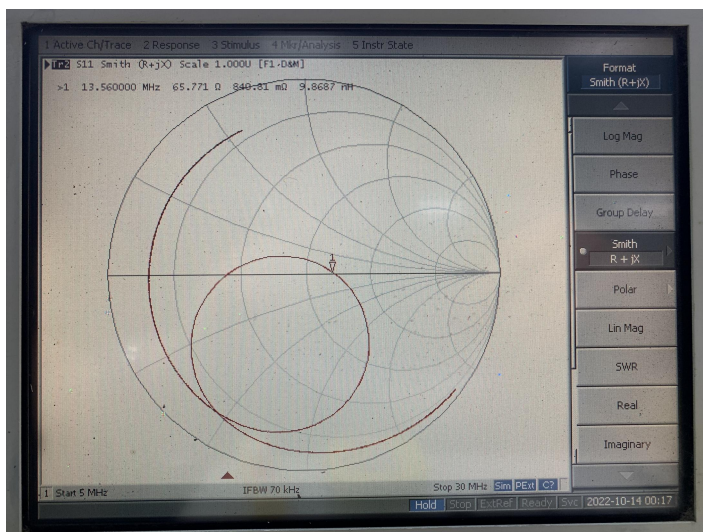 1 Active Ch/Trace 2 Response 3 Stimulus 4 Mkr/Analysis 5 Instr State
Tr2 S11 Smith (R+jX) Scale 1.000U [F1-D&M]
>1 13.560000 MHz 65.771 Ω 840.81 mΩ 9.8687 nH
1
Format
Smith (R+jX)
Log Mag
Phase
Group Delay
Smith
R + jX
Polar
Lin Mag
SWR
Real
Imaginary
1 Start 5 MHz IFBW 70 kHz Stop 30 MHz Sim PExt C?
Hold Stop ExtRef Ready Svc 2022-10-14 00:17